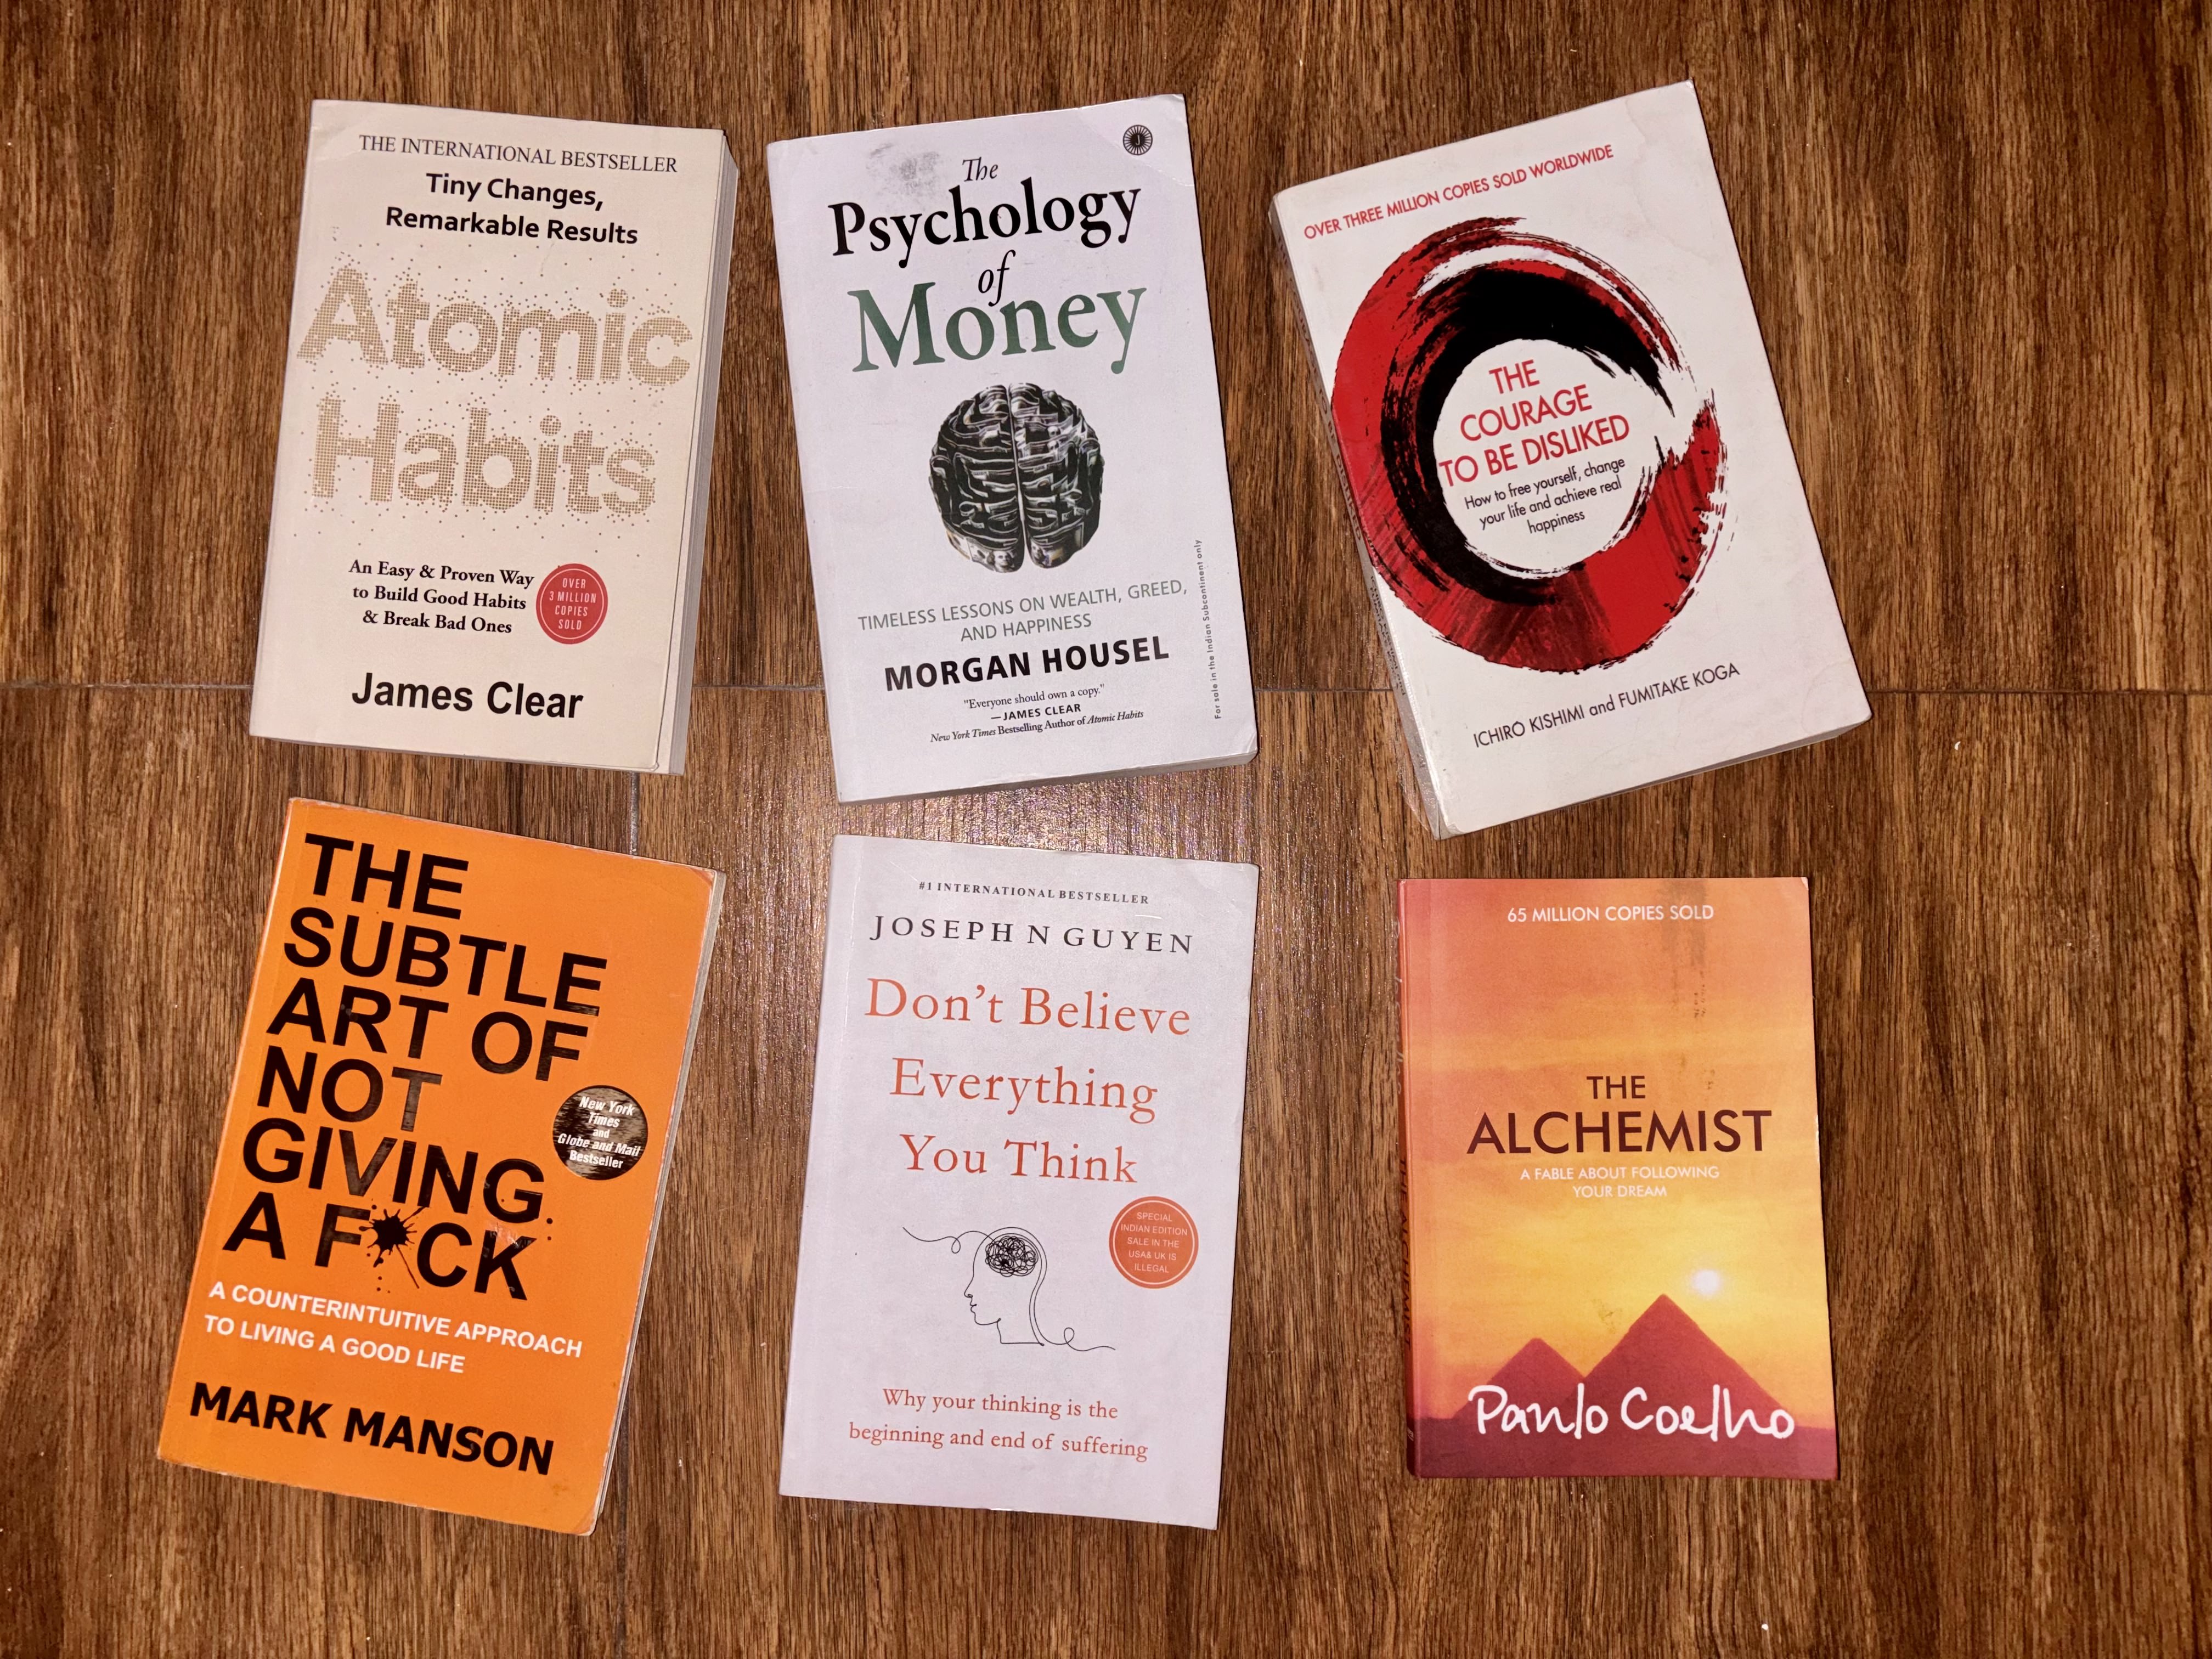 THE INTERNATIONAL BESTSELLER
Tiny Changes,
Remarkable Results
Atomic
Habits
An Easy & Proven Way
to Build Good Habits
& Break Bad Ones
OVER
3 MILLION
COPIES
SOLD
James Clear
The
Psychology
of
Money
TIMELESS LESSONS ON WEALTH, GREED,
AND HAPPINESS
MORGAN HOUSEL
"Everyone should own a copy."
—JAMES CLEAR
New York Times Bestselling Author of Atomic Habits
For sale in the Indian Subcontinent only
J
OVER THREE MILLION COPIES SOLD WORLDWIDE
THE
COURAGE
TO BE DISLIKED
How to free yourself, change
your life and achieve real
happiness
ICHIRO KISHIMI and FUMITAKE KOGA
THE
SUBTLE
ART OF
NOT
GIVING
A F*CK
New York
Times
and
Globe and Mail
Bestseller
A COUNTERINTUITIVE APPROACH
TO LIVING A GOOD LIFE
MARK MANSON
#1 INTERNATIONAL BESTSELLER
JOSEPH N GUYEN
Don't Believe
Everything
You Think
SPECIAL
INDIAN EDITION
SALE IN THE
USA& UK IS
ILLEGAL
Why your thinking is the
beginning and end of suffering
65 MILLION COPIES SOLD
THE
ALCHEMIST
A FABLE ABOUT FOLLOWING
YOUR DREAM
Paulo Coelho